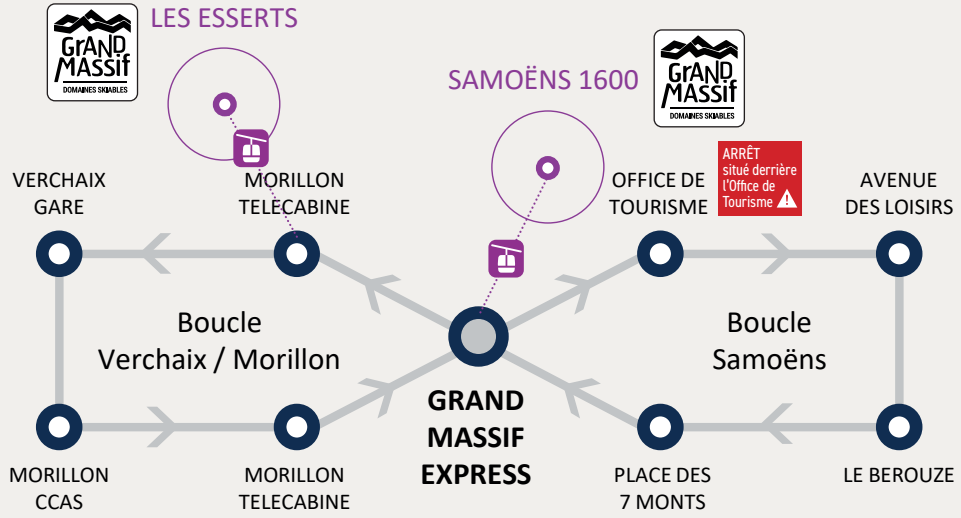 LES ESSERTS
GRAND
MASSIF
DOMAINES SKIABLES
SAMOËNS 1600
GRAND
MASSIF
DOMAINES SKIABLES
ARRÊT
situé derrière
l'Office de
Tourisme
VERCHAIX
GARE
MORILLON
TELECABINE
OFFICE DE
TOURISME
AVENUE
DES LOISIRS
Boucle
Verchaix / Morillon
Boucle
Samoëns
GRAND
MASSIF
EXPRESS
MORILLON
CCAS
MORILLON
TELECABINE
PLACE DES
7 MONTS
LE BEROUZE